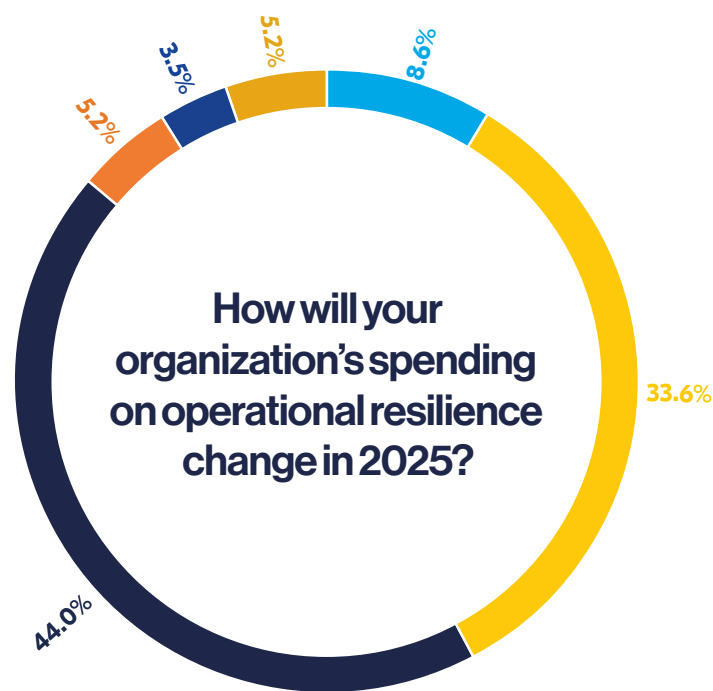 5.2%
8.6%
3.5%
5.2%
How will your
organization’s spending
on operational resilience
change in 2025?
33.6%
44.0%